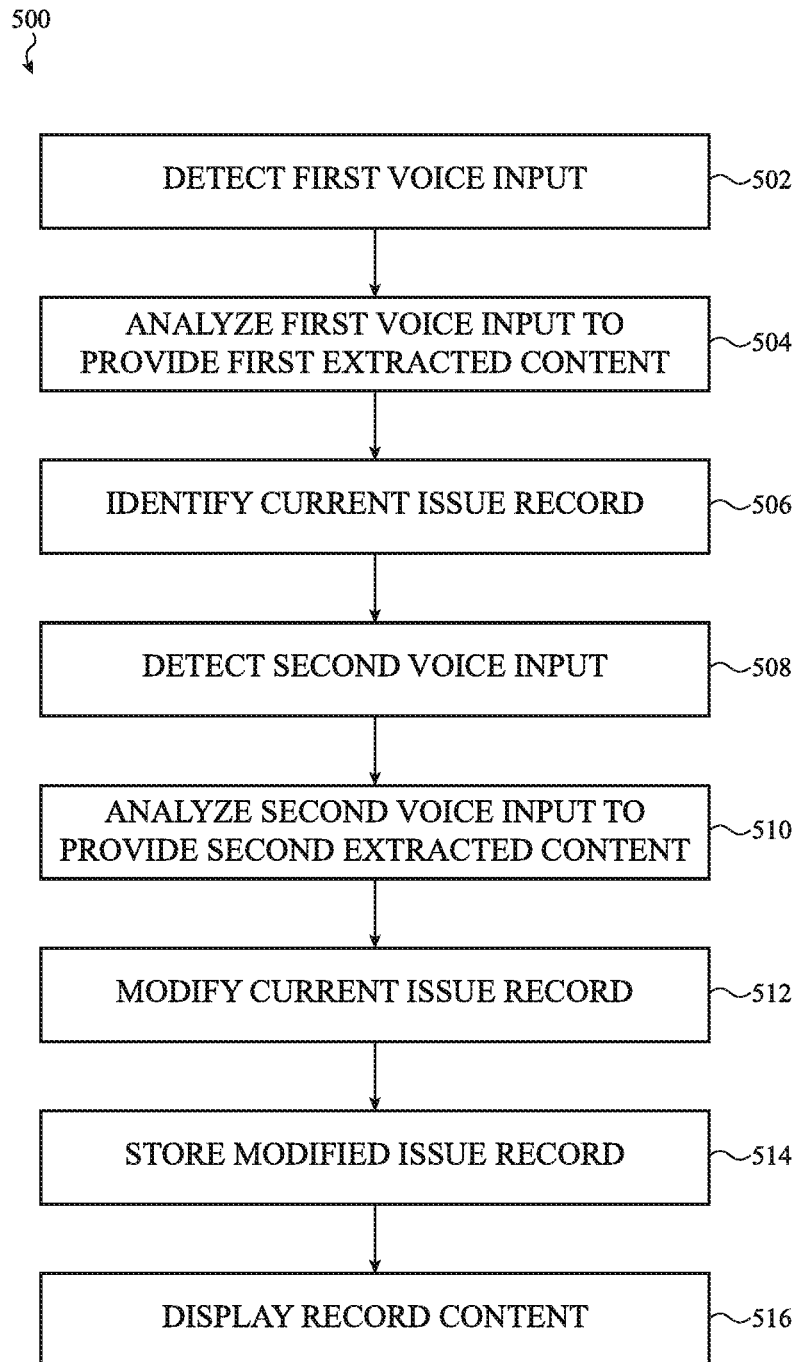 500
DETECT FIRST VOICE INPUT
502
ANALYZE FIRST VOICE INPUT TO
PROVIDE FIRST EXTRACTED CONTENT
504
IDENTIFY CURRENT ISSUE RECORD
506
DETECT SECOND VOICE INPUT
508
ANALYZE SECOND VOICE INPUT TO
PROVIDE SECOND EXTRACTED CONTENT
510
MODIFY CURRENT ISSUE RECORD
512
STORE MODIFIED ISSUE RECORD
514
DISPLAY RECORD CONTENT
516